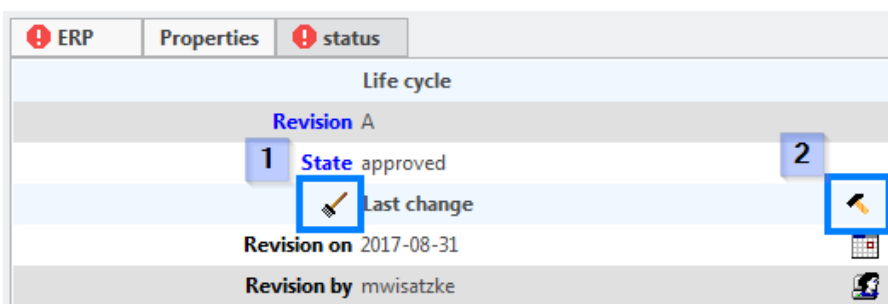 ERP Properties status
Life cycle
Revision A
1 State approved 2
Last change
Revision on 2017-08-31
Revision by mwisatzke